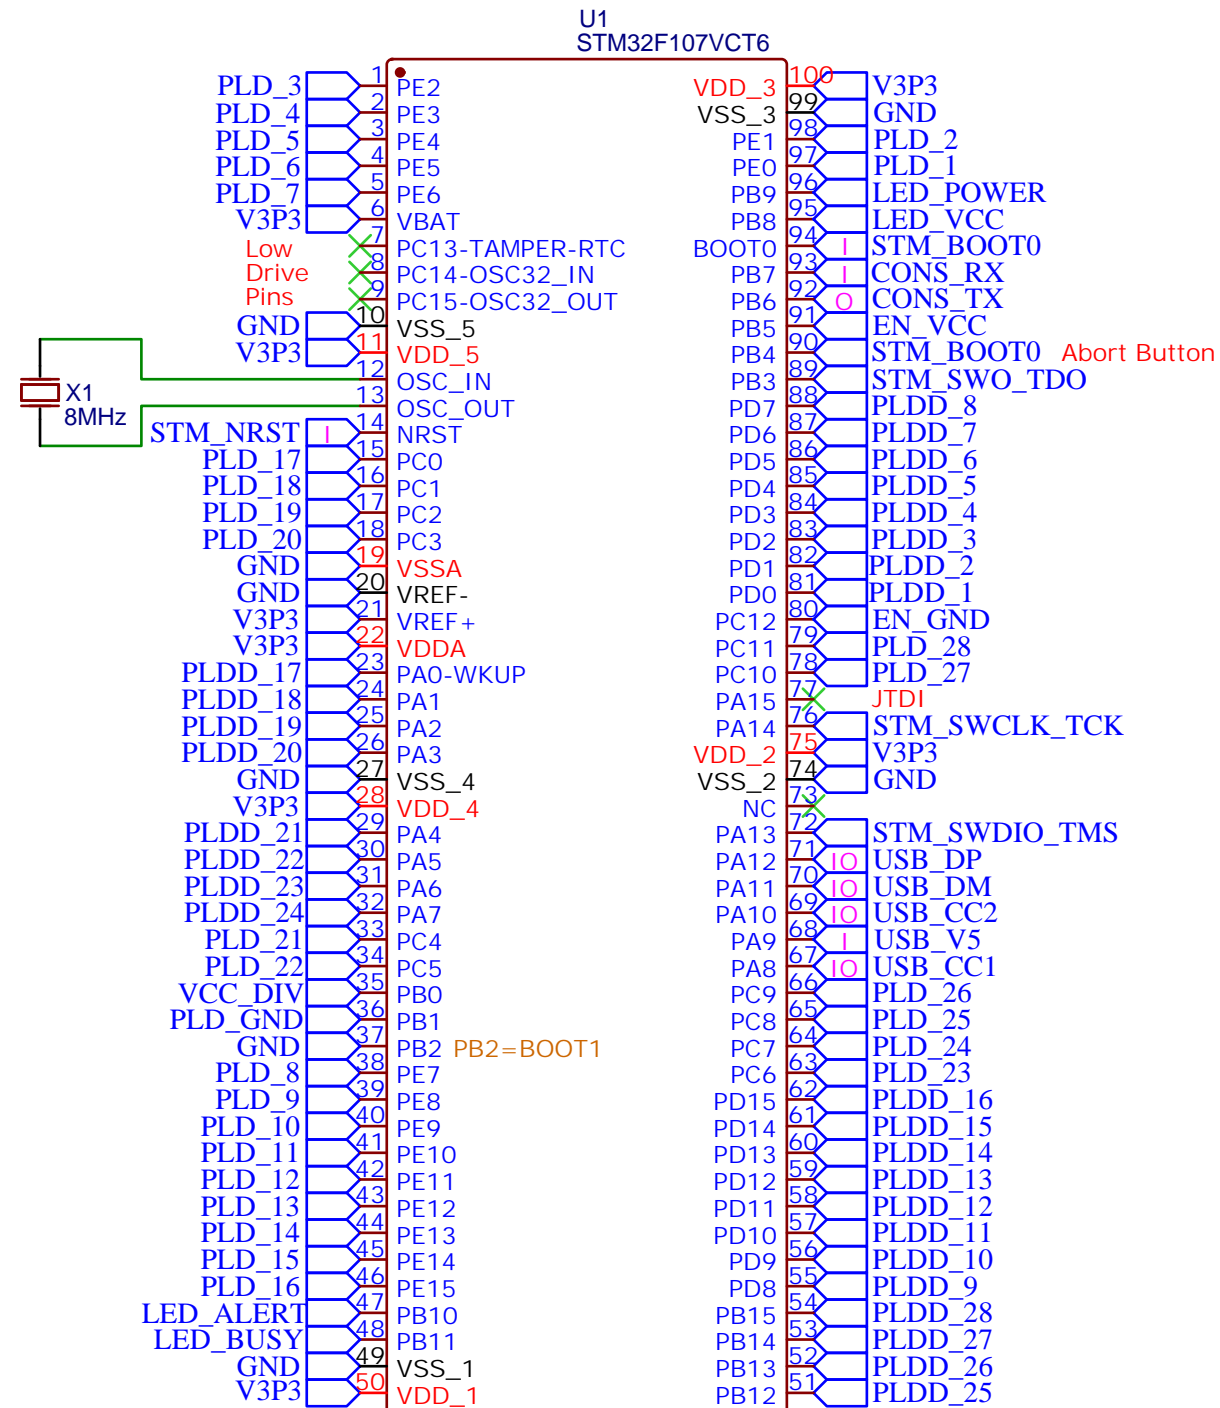 U1
STM32F107VCT6
PLD_3 1 PE2 VDD_3 100 V3P3
PLD_4 2 PE3 VSS_3 99 GND
PLD_5 3 PE4 PE1 98 PLD_2
PLD_6 4 PE5 PE0 97 PLD_1
PLD_7 5 PE6 PB9 96 LED_POWER
V3P3 6 VBAT PB8 95 LED_VCC
Low 7 PC13-TAMPER-RTC BOOT0 94 I STM_BOOT0
Drive 8 PC14-OSC32_IN PB7 93 I CONS_RX
Pins 9 PC15-OSC32_OUT PB6 92 O CONS_TX
GND 10 VSS_5 PB5 91 EN_VCC
V3P3 11 VDD_5 PB4 90 STM_BOOT0 Abort Button
12 OSC_IN PB3 89 STM_SWO_TDO
X1
8MHz
13 OSC_OUT PD7 88 PLDD_8
STM_NRST I 14 NRST PD6 87 PLDD_7
PLD_17 15 PC0 PD5 86 PLDD_6
PLD_18 16 PC1 PD4 85 PLDD_5
PLD_19 17 PC2 PD3 84 PLDD_4
PLD_20 18 PC3 PD2 83 PLDD_3
GND 19 VSSA PD1 82 PLDD_2
GND 20 VREF- PD0 81 PLDD_1
V3P3 21 VREF+ PC12 80 EN_GND
V3P3 22 VDDA PC11 79 PLD_28
PLDD_17 23 PA0-WKUP PC10 78 PLD_27
PLDD_18 24 PA1 PA15 77 JTDI
PLDD_19 25 PA2 PA14 76 STM_SWCLK_TCK
PLDD_20 26 PA3 VDD_2 75 V3P3
GND 27 VSS_4 VSS_2 74 GND
V3P3 28 VDD_4 NC 73
PLDD_21 29 PA4 PA13 72 STM_SWDIO_TMS
PLDD_22 30 PA5 PA12 71 IO USB_DP
PLDD_23 31 PA6 PA11 70 IO USB_DM
PLDD_24 32 PA7 PA10 69 IO USB_CC2
PLD_21 33 PC4 PA9 68 I USB_V5
PLD_22 34 PC5 PA8 67 IO USB_CC1
VCC_DIV 35 PB0 PC9 66 PLD_26
PLD_GND 36 PB1 PC8 65 PLD_25
GND 37 PB2 PB2=BOOT1 PC7 64 PLD_24
PLD_8 38 PE7 PC6 63 PLD_23
PLD_9 39 PE8 PD15 62 PLDD_16
PLD_10 40 PE9 PD14 61 PLDD_15
PLD_11 41 PE10 PD13 60 PLDD_14
PLD_12 42 PE11 PD12 59 PLDD_13
PLD_13 43 PE12 PD11 58 PLDD_12
PLD_14 44 PE13 PD10 57 PLDD_11
PLD_15 45 PE14 PD9 56 PLDD_10
PLD_16 46 PE15 PD8 55 PLDD_9
LED_ALERT 47 PB10 PB15 54 PLDD_28
LED_BUSY 48 PB11 PB14 53 PLDD_27
GND 49 VSS_1 PB13 52 PLDD_26
V3P3 50 VDD_1 PB12 51 PLDD_25